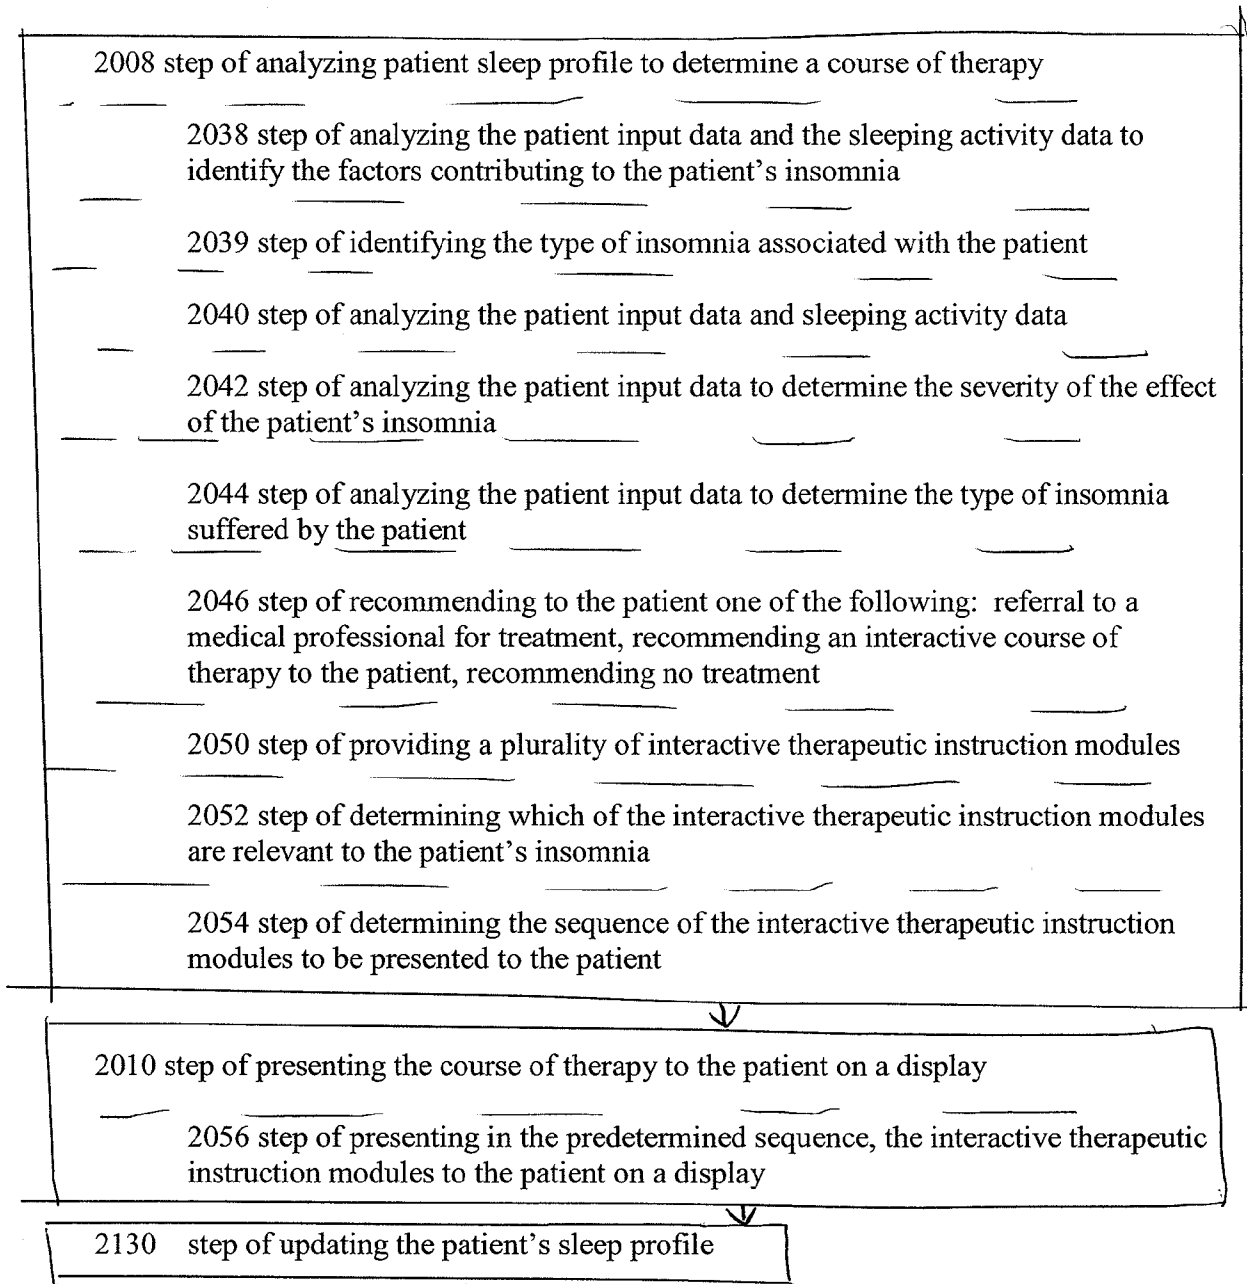 2008 step of analyzing patient sleep profile to determine a course of therapy
2038 step of analyzing the patient input data and the sleeping activity data to
identify the factors contributing to the patient's insomnia
2039 step of identifying the type of insomnia associated with the patient
2040 step of analyzing the patient input data and sleeping activity data
2042 step of analyzing the patient input data to determine the severity of the effect
of the patient's insomnia
2044 step of analyzing the patient input data to determine the type of insomnia
suffered by the patient
2046 step of recommending to the patient one of the following: referral to a
medical professional for treatment, recommending an interactive course of
therapy to the patient, recommending no treatment
2050 step of providing a plurality of interactive therapeutic instruction modules
2052 step of determining which of the interactive therapeutic instruction modules
are relevant to the patient's insomnia
2054 step of determining the sequence of the interactive therapeutic instruction
modules to be presented to the patient
2010 step of presenting the course of therapy to the patient on a display
2056 step of presenting in the predetermined sequence, the interactive therapeutic
instruction modules to the patient on a display
2130 step of updating the patient's sleep profile